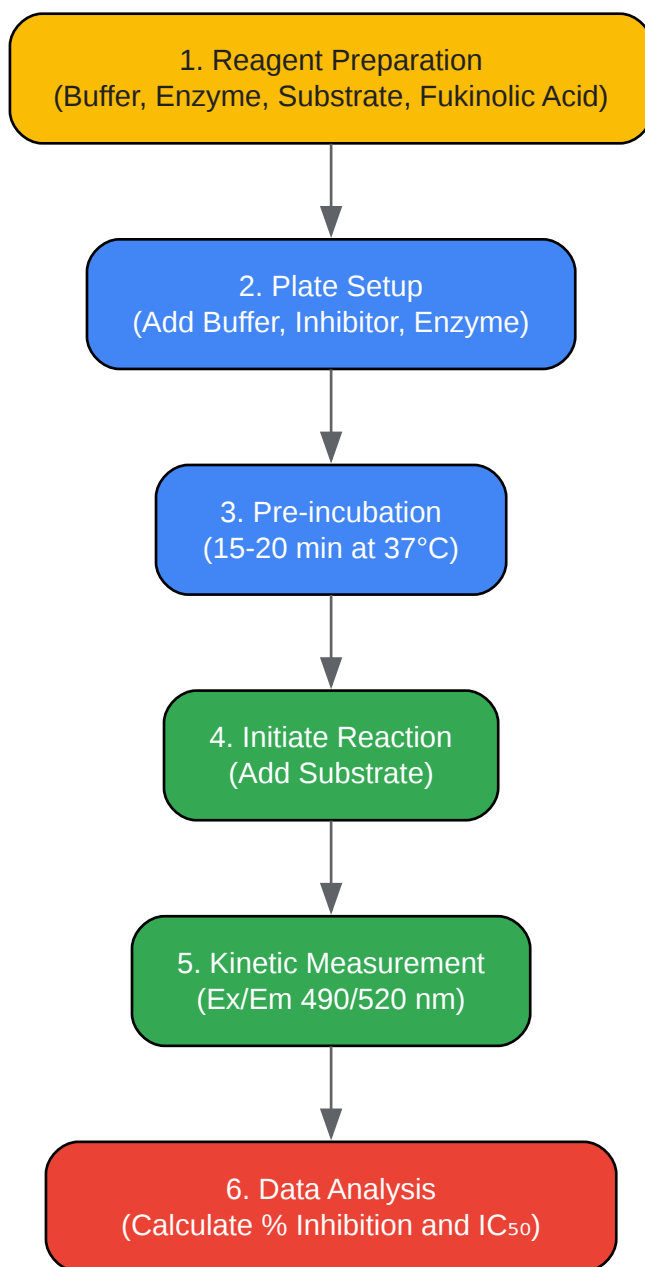 1. Reagent Preparation
(Buffer, Enzyme, Substrate, Fukinolic Acid)
2. Plate Setup
(Add Buffer, Inhibitor, Enzyme)
3. Pre-incubation
(15-20 min at 37°C)
4. Initiate Reaction
(Add Substrate)
5. Kinetic Measurement
(Ex/Em 490/520 nm)
6. Data Analysis
(Calculate % Inhibition and IC₅₀)